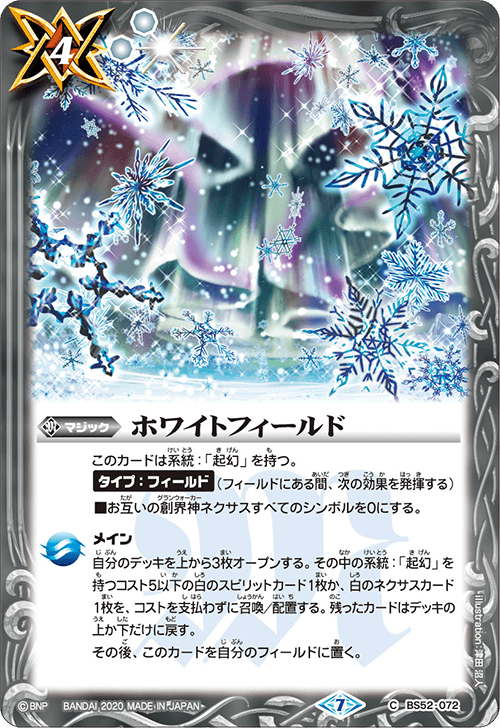 4
マジック
ホワイトフィールド
このカードは系統：「起幻」を持つ。
タイプ：フィールド（フィールドにある間、次の効果を発揮する）
■お互いの創界神ネクサスすべてのシンボルを0にする。
メイン
自分のデッキを上から3枚オープンする。その中の系統：「起幻」を
持つコスト5以下の白のスピリットカード1枚か、白のネクサスカード
1枚を、コストを支払わずに召喚/配置する。残ったカードはデッキの
上か下だけに戻す。
その後、このカードを自分のフィールドに置く。
Illustration：津田 沼人
©BNP BANDAI,2020,MADE IN JAPAN
7
C BS52-072